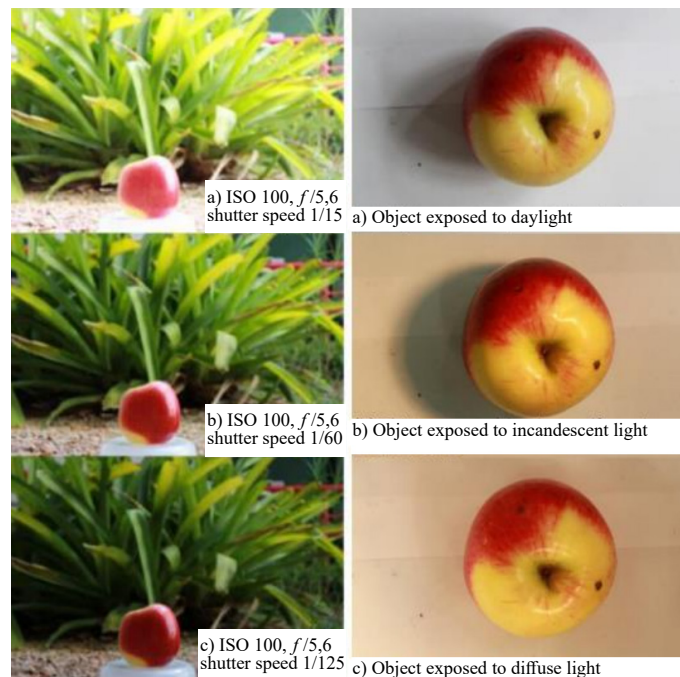 a) ISO 100, f/5,6
shutter speed 1/15
a) Object exposed to daylight
b) ISO 100, f/5,6
shutter speed 1/60
b) Object exposed to incandescent light
c) ISO 100, f/5,6
shutter speed 1/125
c) Object exposed to diffuse light